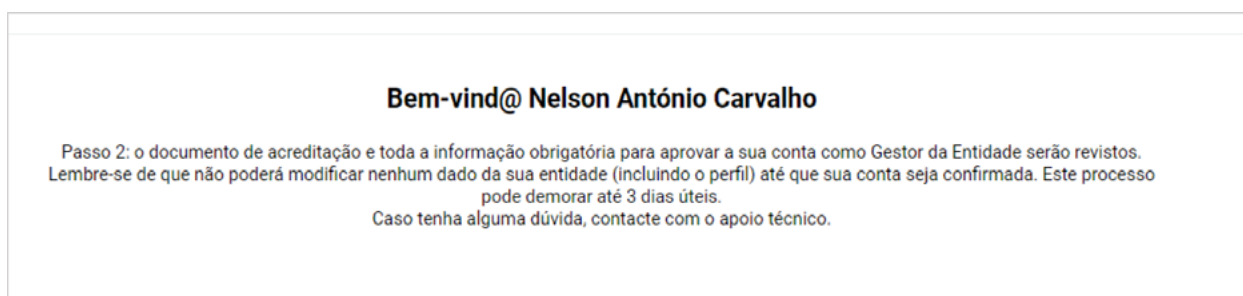 Bem-vind@ Nelson António Carvalho
Passo 2: o documento de acreditação e toda a informação obrigatória para aprovar a sua conta como Gestor da Entidade serão revistos.
Lembre-se de que não poderá modificar nenhum dado da sua entidade (incluindo o perfil) até que sua conta seja confirmada. Este processo
pode demorar até 3 dias úteis.
Caso tenha alguma dúvida, contacte com o apoio técnico.